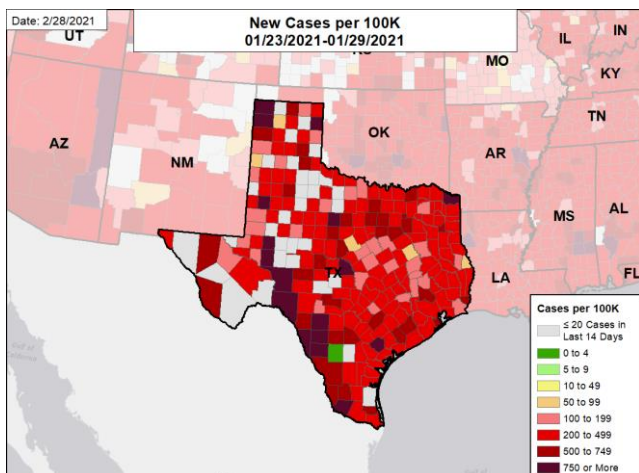 Date: 2/28/2021
New Cases per 100K
01/23/2021-01/29/2021
UT
MO
IL
IN
KY
TN
AZ
NM
OK
AR
MS
AL
TX
LA
FL
Gulf of
California
Cases per 100K
≤ 20 Cases in
Last 14 Days
0 to 4
5 to 9
10 to 49
50 to 99
100 to 199
200 to 499
500 to 749
750 or More